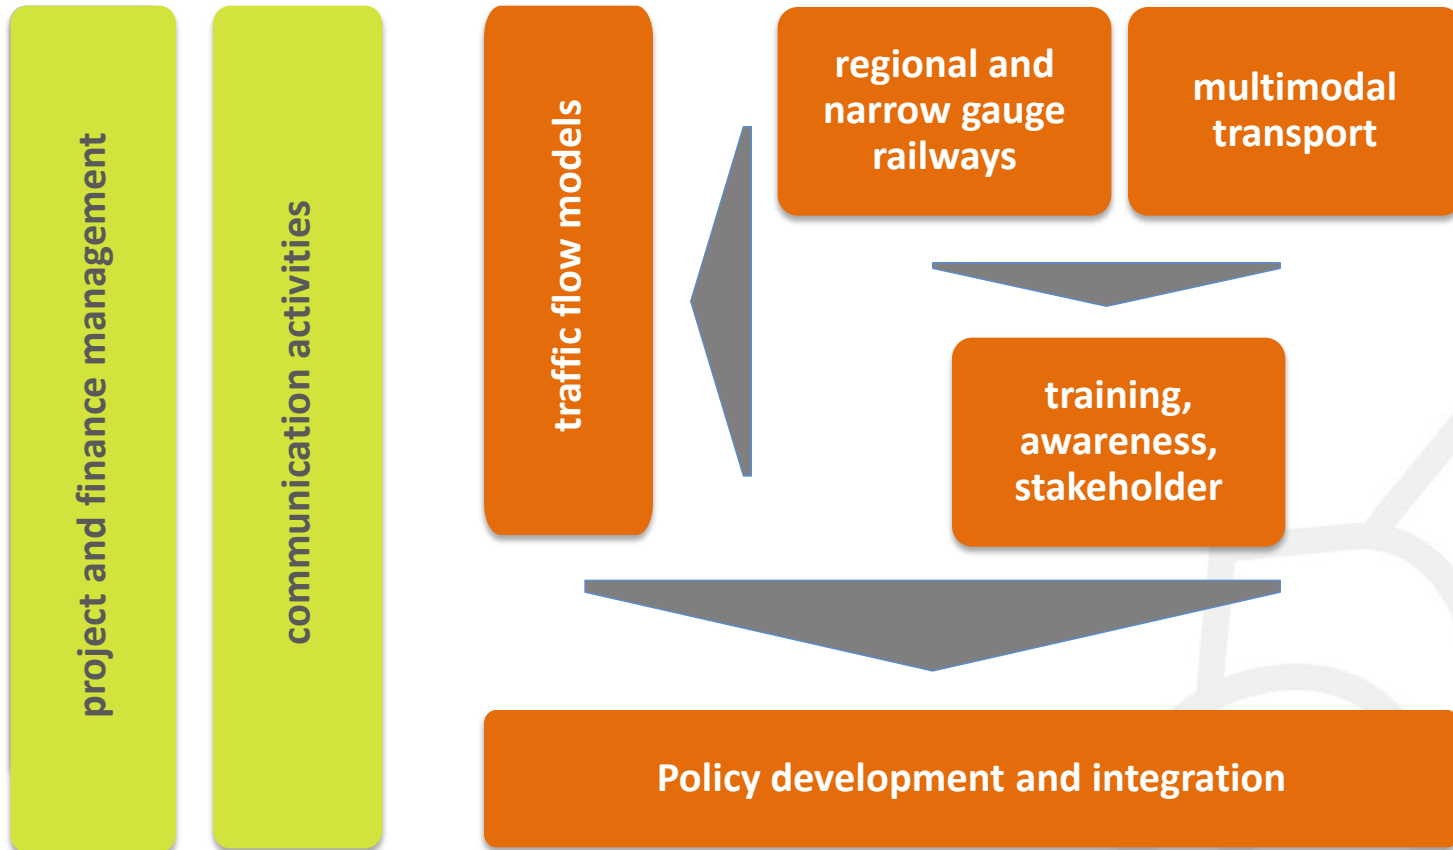 project and finance management
communication activities
traffic flow models
regional and
narrow gauge
railways
multimodal
transport
training,
awareness,
stakeholder
Policy development and integration